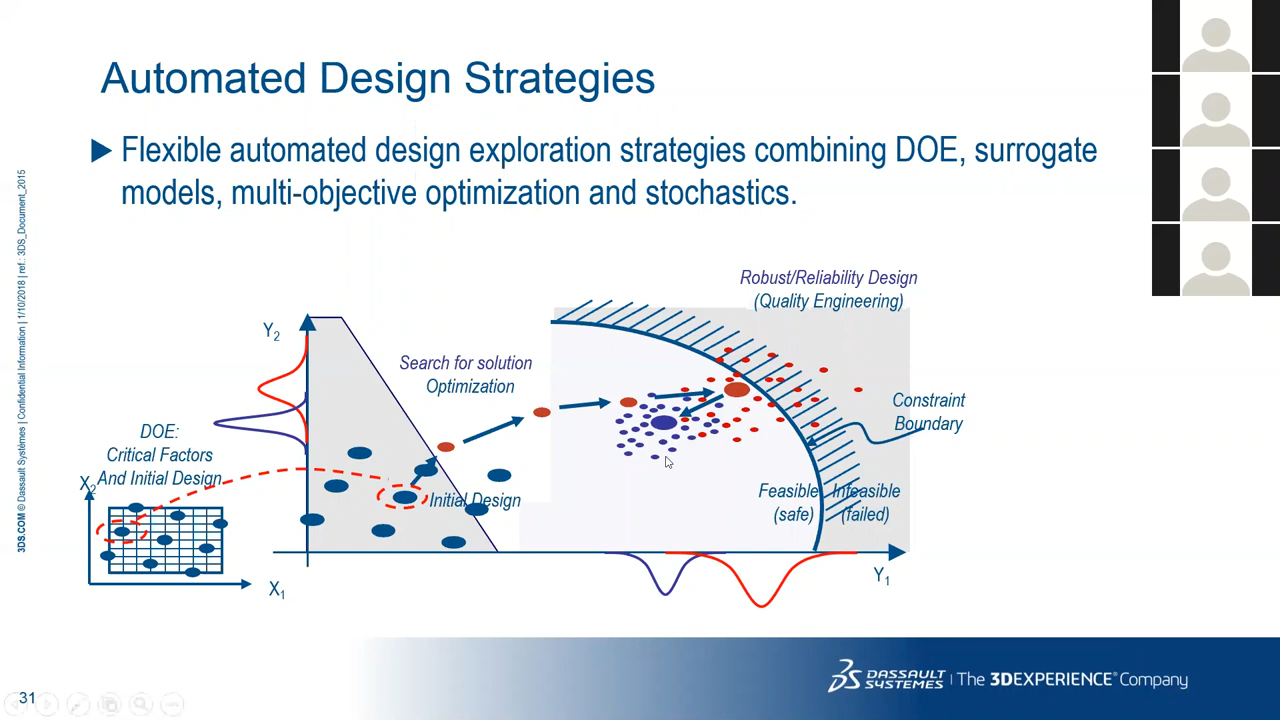 Automated Design Strategies
Flexible automated design exploration strategies combining DOE, surrogate
models, multi-objective optimization and stochastics.
3DS.COM © Dassault Systèmes | Confidential Information | 1/10/2018 | ref.: 3DS_Document_2015
Robust/Reliability Design
(Quality Engineering)
Y2
Search for solution
Optimization
Constraint
Boundary
DOE:
Critical Factors
And Initial Design
X2
Initial Design
Feasible
(safe)
Infeasible
(failed)
Y1
X1
31
DASSAULT
SYSTEMES | The 3DEXPERIENCE® Company